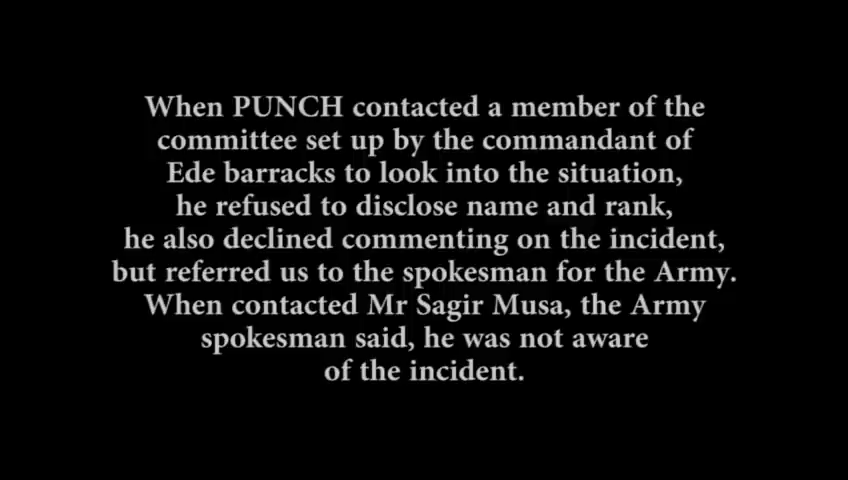 When PUNCH contacted a member of the
committee set up by the commandant of
Ede barracks to look into the situation,
he refused to disclose name and rank,
he also declined commenting on the incident,
but referred us to the spokesman for the Army.
When contacted Mr Sagir Musa, the Army
spokesman said, he was not aware
of the incident.